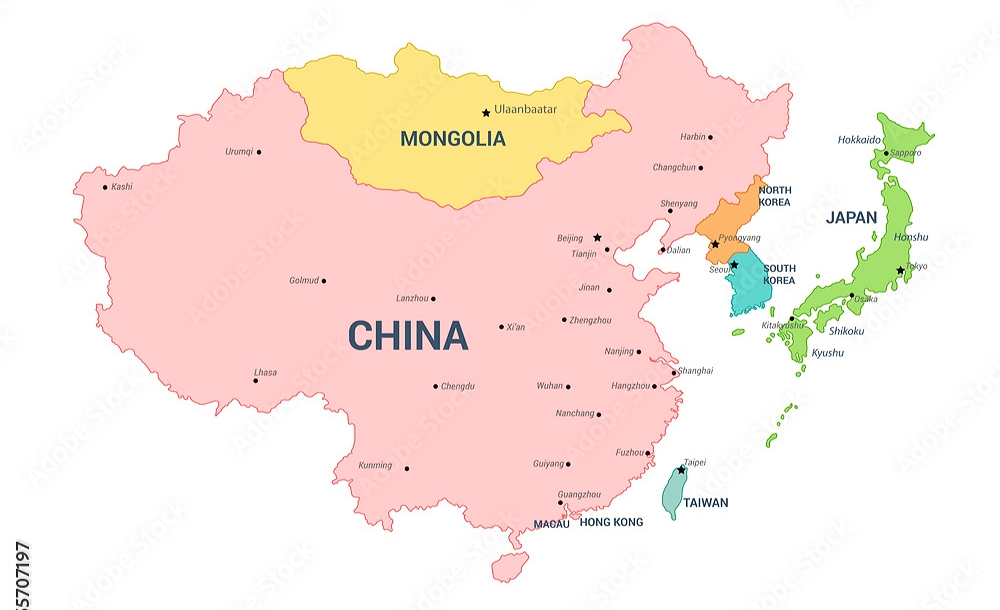 Ulaanbaatar
MONGOLIA
Harbin
Hokkaido
Sapporo
Urumqi
Changchun
Kashi
NORTH
KOREA
Shenyang
JAPAN
Beijing
Pyongyang
Honshu
Tianjin
Dalian
Seoul
SOUTH
KOREA
Tokyo
Golmud
Jinan
Lanzhou
Osaka
CHINA
Xi'an
Zhengzhou
Kitakyushu
Shikoku
Nanjing
Kyushu
Lhasa
Shanghai
Chengdu
Wuhan
Hangzhou
Nanchang
Fuzhou
Kunming
Guiyang
Taipei
Guangzhou
TAIWAN
MACAU
HONG KONG
Adobe Stock
55707197